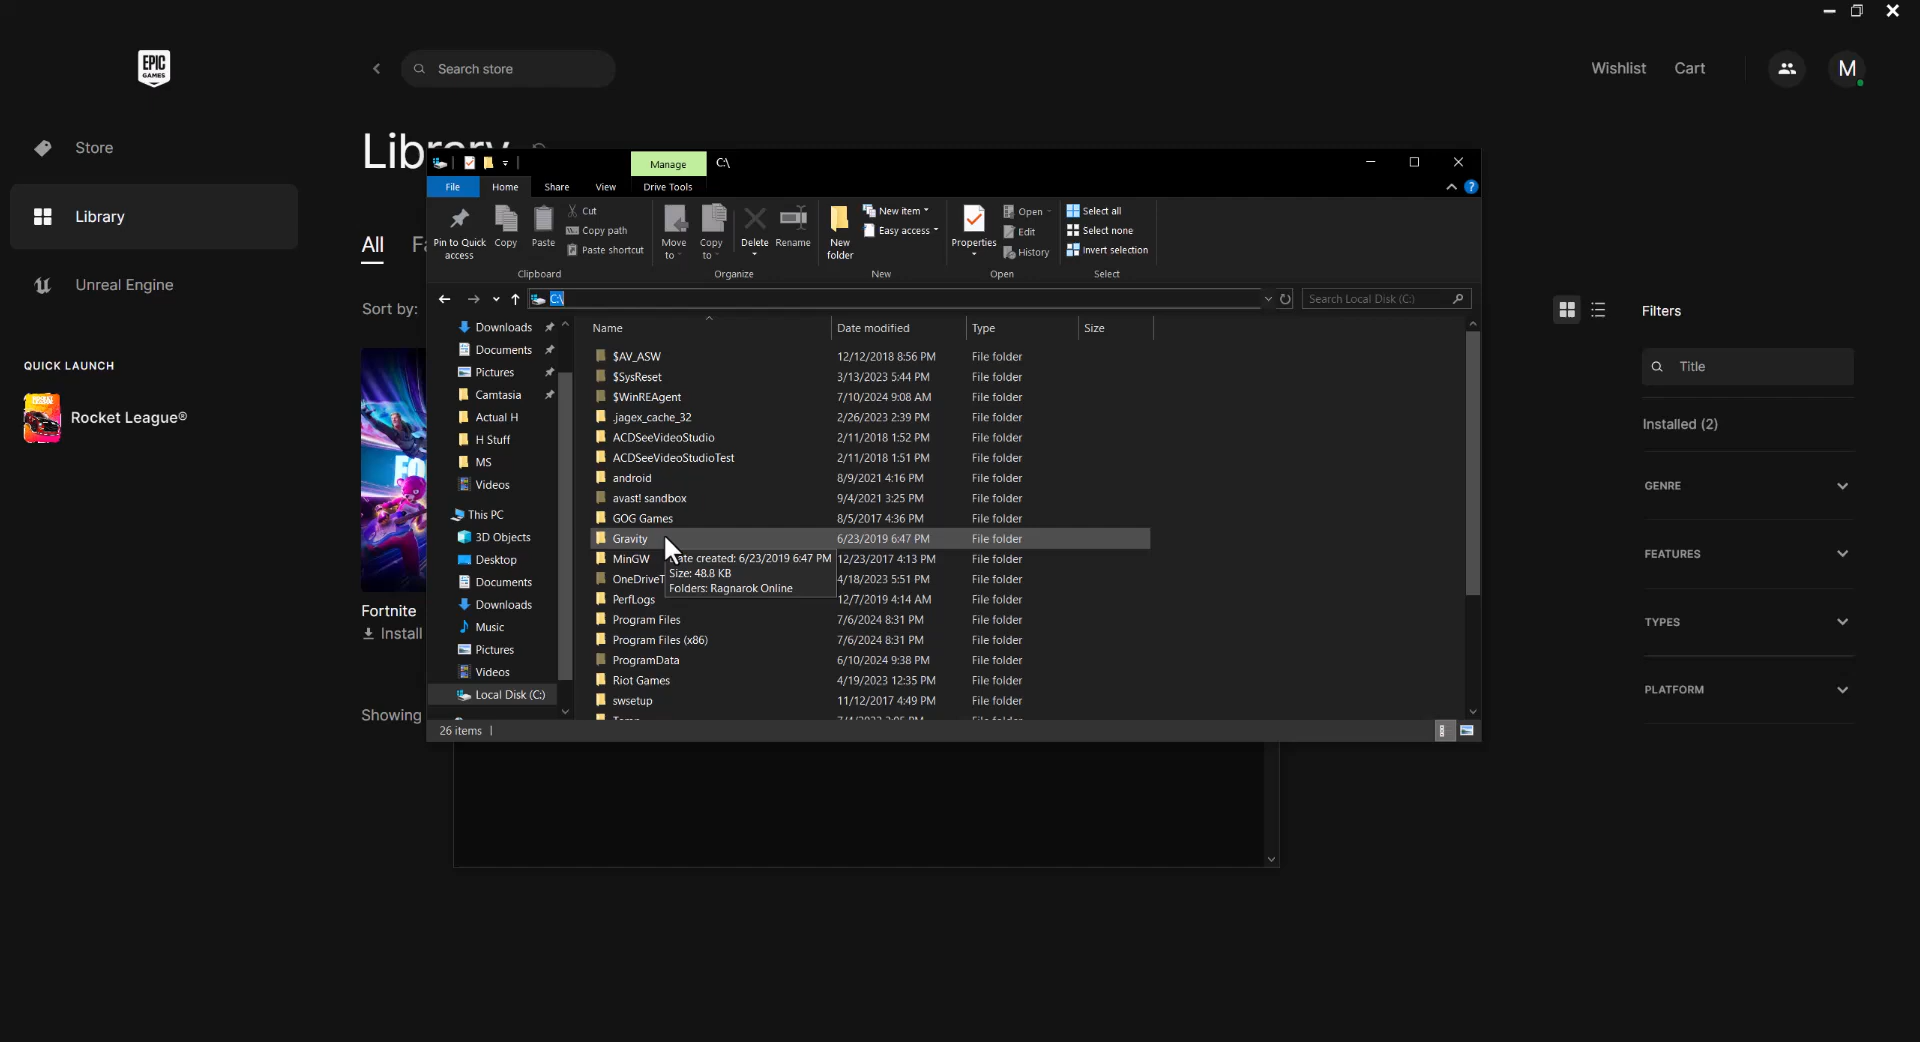 EPIC
GAMES
Search store
Wishlist
Cart
M
Store
Library
Unreal Engine
QUICK LAUNCH
Rocket League®
All
Sort by:
Fortnite
Install
Showing
Manage
C:\
File
Home
Share
View
Drive Tools
?
Pin to Quick
access
Copy
Paste
Cut
Copy path
Paste shortcut
Clipboard
Move
to
Copy
to
Delete
Rename
Organize
New
folder
New item
Easy access
New
Properties
Open
Edit
History
Open
Select all
Select none
Invert selection
Select
C:\
Search Local Disk (C:)
Downloads
Documents
Pictures
Camtasia
Actual H
H Stuff
MS
Videos
This PC
3D Objects
Desktop
Documents
Downloads
Music
Pictures
Videos
Local Disk (C:)
Name Date modified Type Size
$AV_ASW 12/12/2018 8:56 PM File folder
$SysReset 3/13/2023 5:44 PM File folder
$WinREAgent 7/10/2024 9:08 AM File folder
.jagex_cache_32 2/26/2023 2:39 PM File folder
ACDSeeVideoStudio 2/11/2018 1:52 PM File folder
ACDSeeVideoStudioTest 2/11/2018 1:51 PM File folder
android 8/9/2021 4:16 PM File folder
avast! sandbox 9/4/2021 3:25 PM File folder
GOG Games 8/5/2017 4:36 PM File folder
Gravity 6/23/2019 6:47 PM File folder
MinGW 12/23/2017 4:13 PM File folder
4/18/2023 5:51 PM File folder
PerfLogs 12/7/2019 4:14 AM File folder
Program Files 7/6/2024 8:31 PM File folder
Program Files (x86) 7/6/2024 8:31 PM File folder
ProgramData 6/10/2024 9:38 PM File folder
Riot Games 4/19/2023 12:35 PM File folder
swsetup 11/12/2017 4:49 PM File folder
created: 6/23/2019 6:47 PM
Size: 48.8 KB
Folders: Ragnarok Online
26 items
Filters
Title
Installed (2)
GENRE
FEATURES
TYPES
PLATFORM